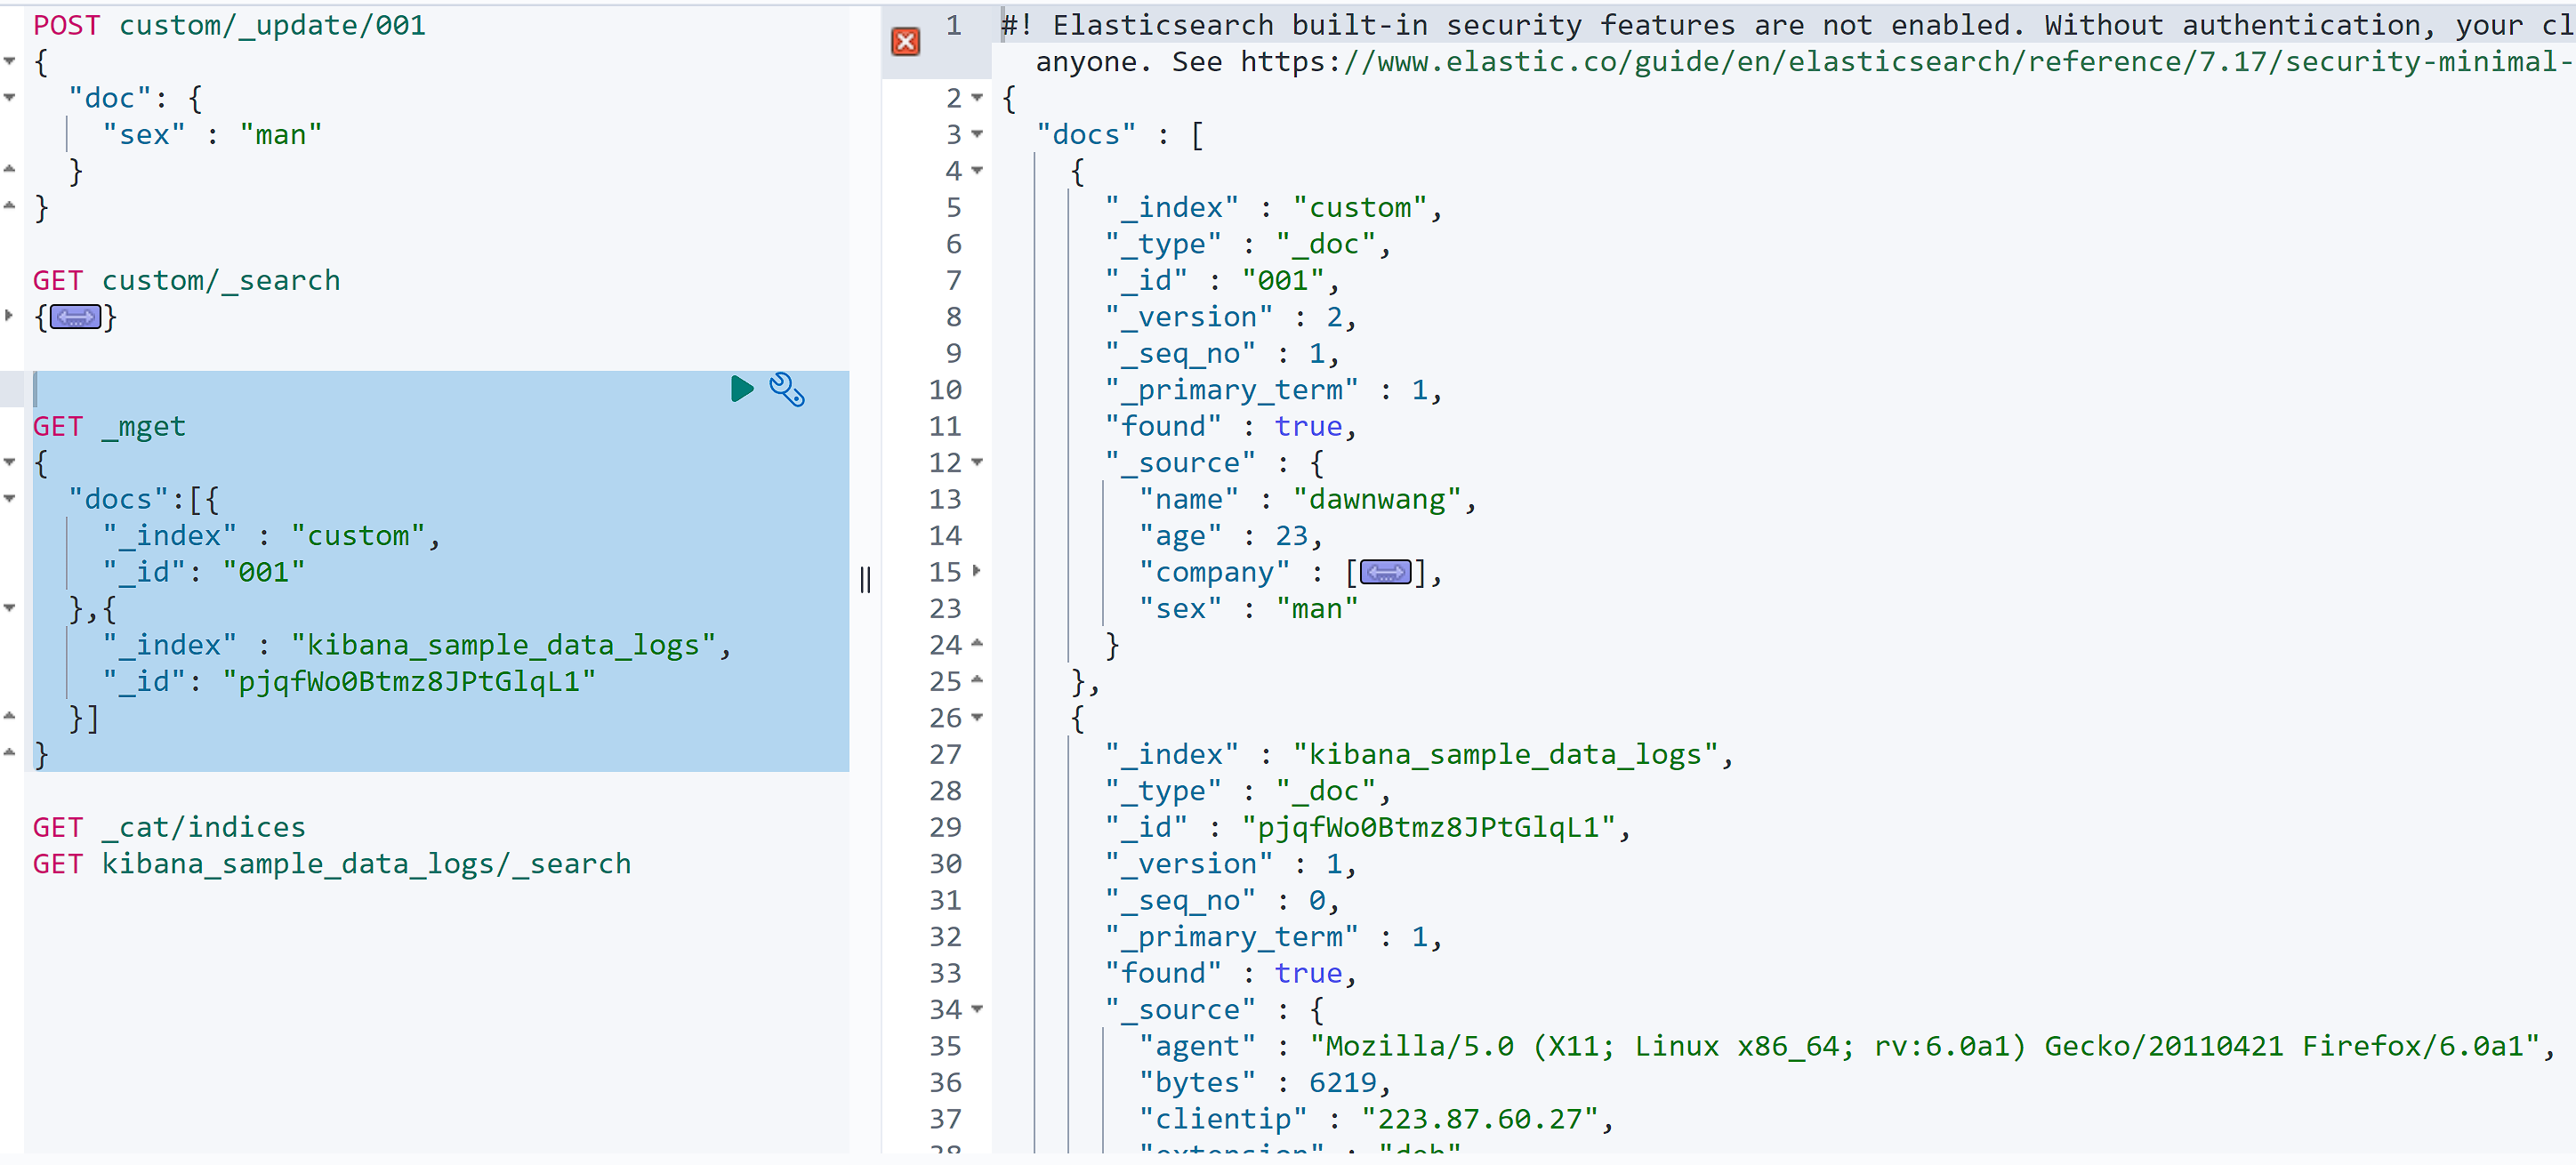 POST custom/_update/001
{
  "doc": {
    "sex" : "man"
  }
}
GET custom/_search
{}
GET _mget
{
  "docs":[{
    "_index" : "custom",
    "_id": "001"
  },{
    "_index" : "kibana_sample_data_logs",
    "_id": "pjqfWo0Btmz8JPtGlqL1"
  }]
}
GET _cat/indices
GET kibana_sample_data_logs/_search
1 #! Elasticsearch built-in security features are not enabled. Without authentication, your cl
anyone. See https://www.elastic.co/guide/en/elasticsearch/reference/7.17/security-minimal-
2 {
3   "docs" : [
4     {
5       "_index" : "custom",
6       "_type" : "_doc",
7       "_id" : "001",
8       "_version" : 2,
9       "_seq_no" : 1,
10       "_primary_term" : 1,
11       "found" : true,
12       "_source" : {
13         "name" : "dawnwang",
14         "age" : 23,
15         "company" : [],
23         "sex" : "man"
24       }
25     },
26     {
27       "_index" : "kibana_sample_data_logs",
28       "_type" : "_doc",
29       "_id" : "pjqfWo0Btmz8JPtGlqL1",
30       "_version" : 1,
31       "_seq_no" : 0,
32       "_primary_term" : 1,
33       "found" : true,
34       "_source" : {
35         "agent" : "Mozilla/5.0 (X11; Linux x86_64; rv:6.0a1) Gecko/20110421 Firefox/6.0a1",
36         "bytes" : 6219,
37         "clientip" : "223.87.60.27",
38         "extension" : "deb"